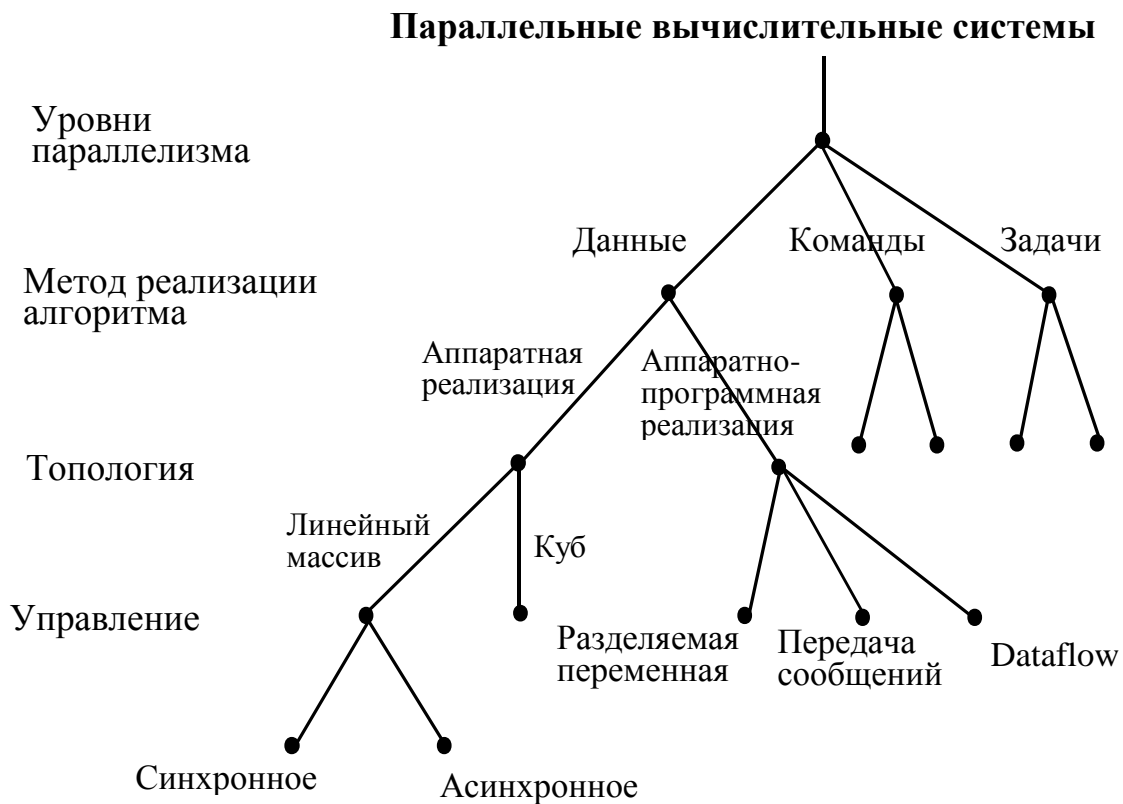 Параллельные вычислительные системы
Уровни
параллелизма
Данные
Команды
Задачи
Метод реализации
алгоритма
Аппаратная
реализация
Аппаратно-
программная
реализация
Топология
Линейный
массив
Куб
Управление
Разделяемая
переменная
Передача
сообщений
Dataflow
Синхронное
Асинхронное